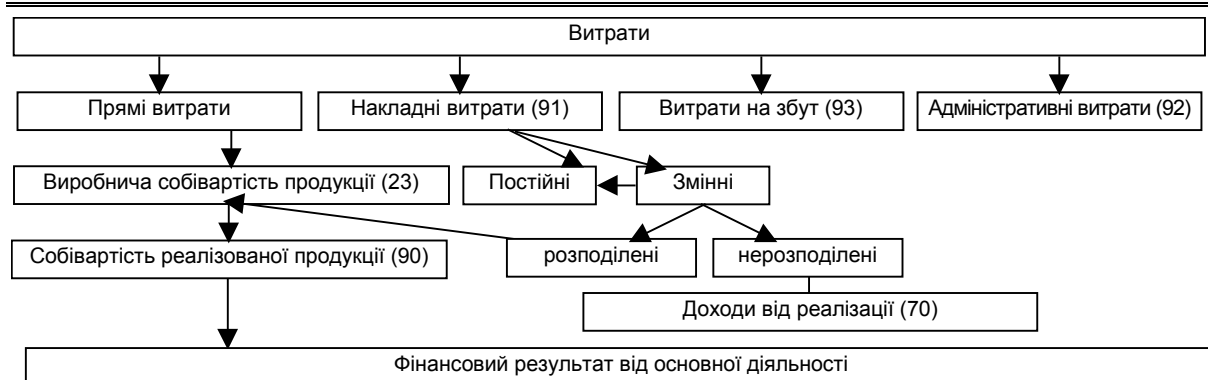 Витрати
Прямі витрати
Накладні витрати (91)
Витрати на збут (93)
Адміністративні витрати (92)
Виробнича собівартість продукції (23)
Постійні
Змінні
Собівартість реалізованої продукції (90)
розподілені
нерозподілені
Доходи від реалізації (70)
Фінансовий результат від основної діяльності